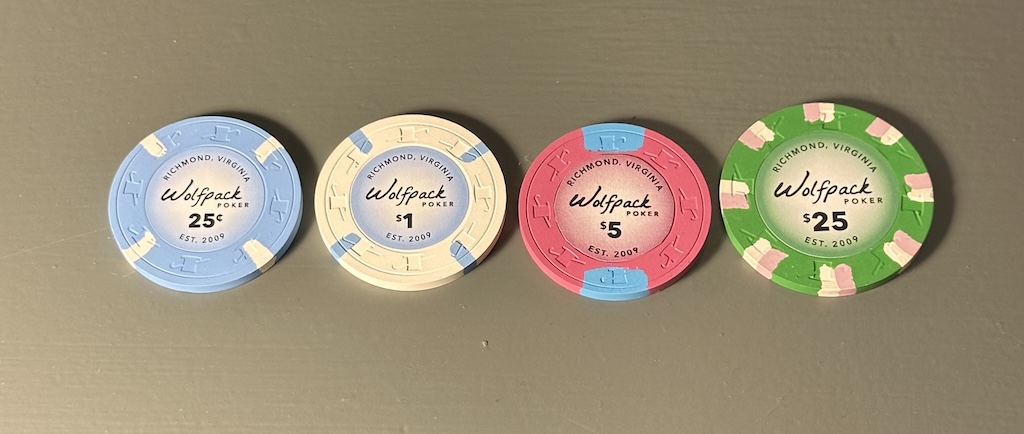 RICHMOND, VIRGINIA
Wolfpack
POKER
25¢
EST. 2009
RICHMOND, VIRGINIA
Wolfpack
POKER
$1
EST. 2009
RICHMOND, VIRGINIA
Wolfpack
POKER
$5
EST. 2009
RICHMOND, VIRGINIA
Wolfpack
POKER
$25
EST. 2009